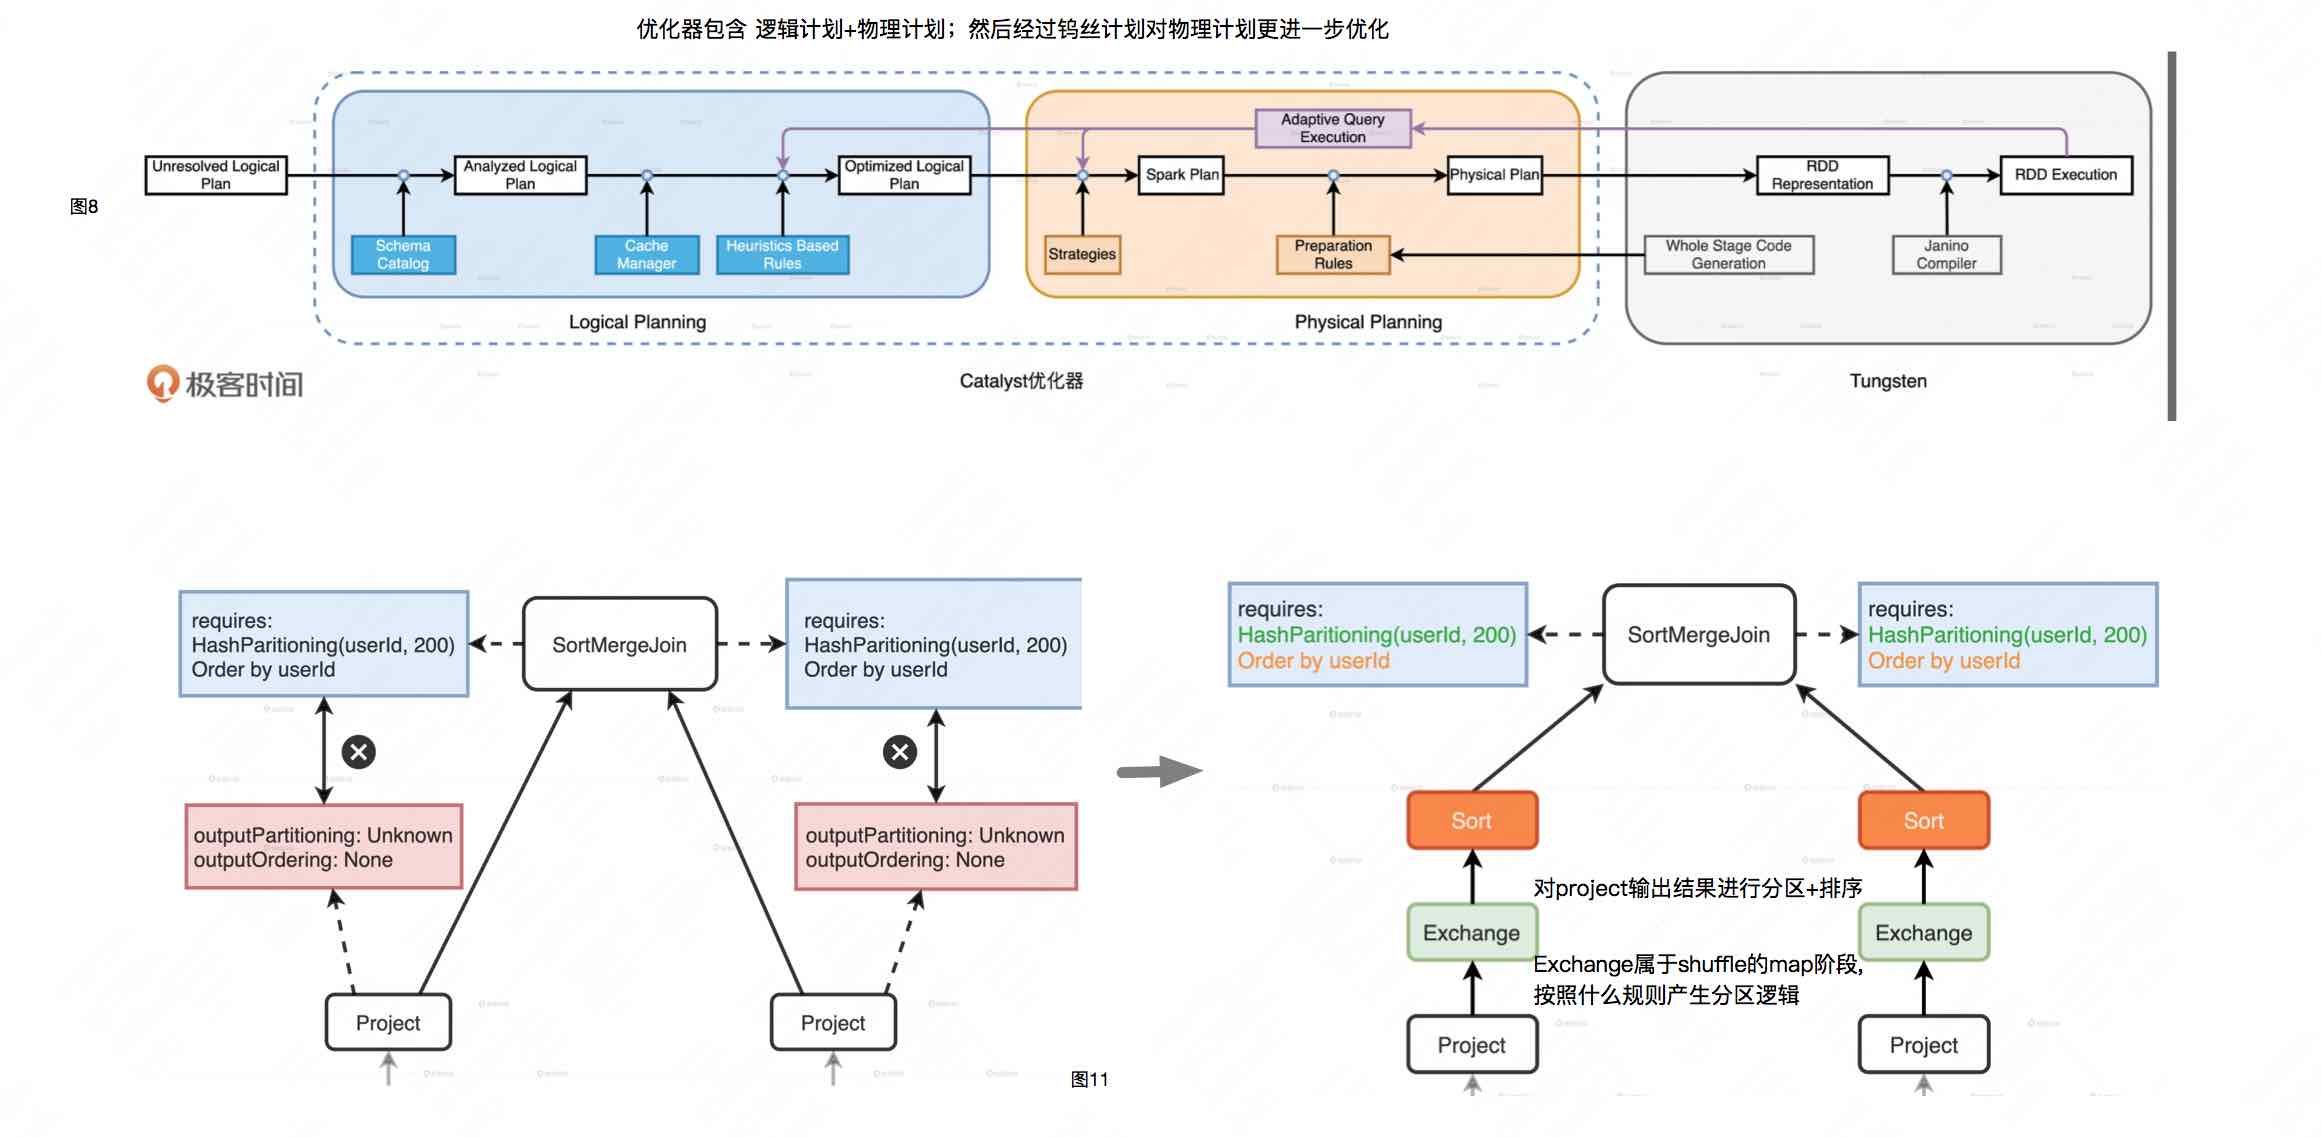 优化器包含 逻辑计划+物理计划；然后经过钨丝计划对物理计划更进一步优化
Adaptive Query
Execution
Unresolved Logical
Plan
Analyzed Logical
Plan
Optimized Logical
Plan
Spark Plan
Physical Plan
RDD
Representation
RDD Execution
图8
Schema
Catalog
Cache
Manager
Heuristics Based
Rules
Strategies
Preparation
Rules
Whole Stage Code
Generation
Janino
Compiler
Logical Planning
Physical Planning
极客时间
Catalyst优化器
Tungsten
requires:
HashParitioning(userId, 200)
Order by userId
SortMergeJoin
requires:
HashParitioning(userId, 200)
Order by userId
outputPartitioning: Unknown
outputOrdering: None
outputPartitioning: Unknown
outputOrdering: None
Project
Project
图11
requires:
HashParitioning(userId, 200)
Order by userId
SortMergeJoin
requires:
HashParitioning(userId, 200)
Order by userId
Sort
Sort
对project输出结果进行分区+排序
Exchange
Exchange
Exchange属于shuffle的map阶段,
按照什么规则产生分区逻辑
Project
Project